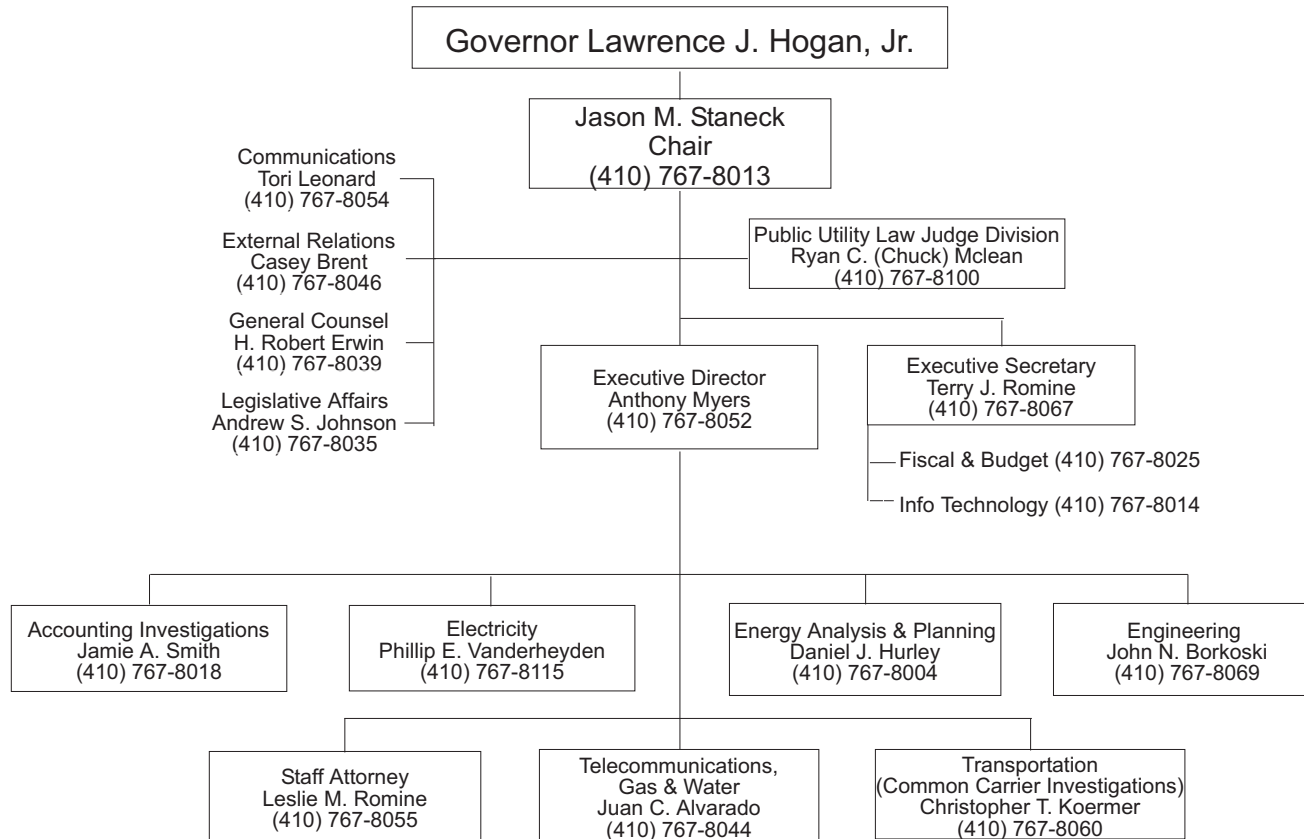 Governor Lawrence J. Hogan, Jr.
Jason M. Staneck
Chair
(410) 767-8013
Communications
Tori Leonard
(410) 767-8054
External Relations
Casey Brent
(410) 767-8046
General Counsel
H. Robert Erwin
(410) 767-8039
Legislative Affairs
Andrew S. Johnson
(410) 767-8035
Public Utility Law Judge Division
Ryan C. (Chuck) Mclean
(410) 767-8100
Executive Director
Anthony Myers
(410) 767-8052
Executive Secretary
Terry J. Romine
(410) 767-8067
Fiscal & Budget (410) 767-8025
Info Technology (410) 767-8014
Accounting Investigations
Jamie A. Smith
(410) 767-8018
Electricity
Phillip E. Vanderheyden
(410) 767-8115
Energy Analysis & Planning
Daniel J. Hurley
(410) 767-8004
Engineering
John N. Borkoski
(410) 767-8069
Staff Attorney
Leslie M. Romine
(410) 767-8055
Telecommunications,
Gas & Water
Juan C. Alvarado
(410) 767-8044
Transportation
(Common Carrier Investigations)
Christopher T. Koermer
(410) 767-8060